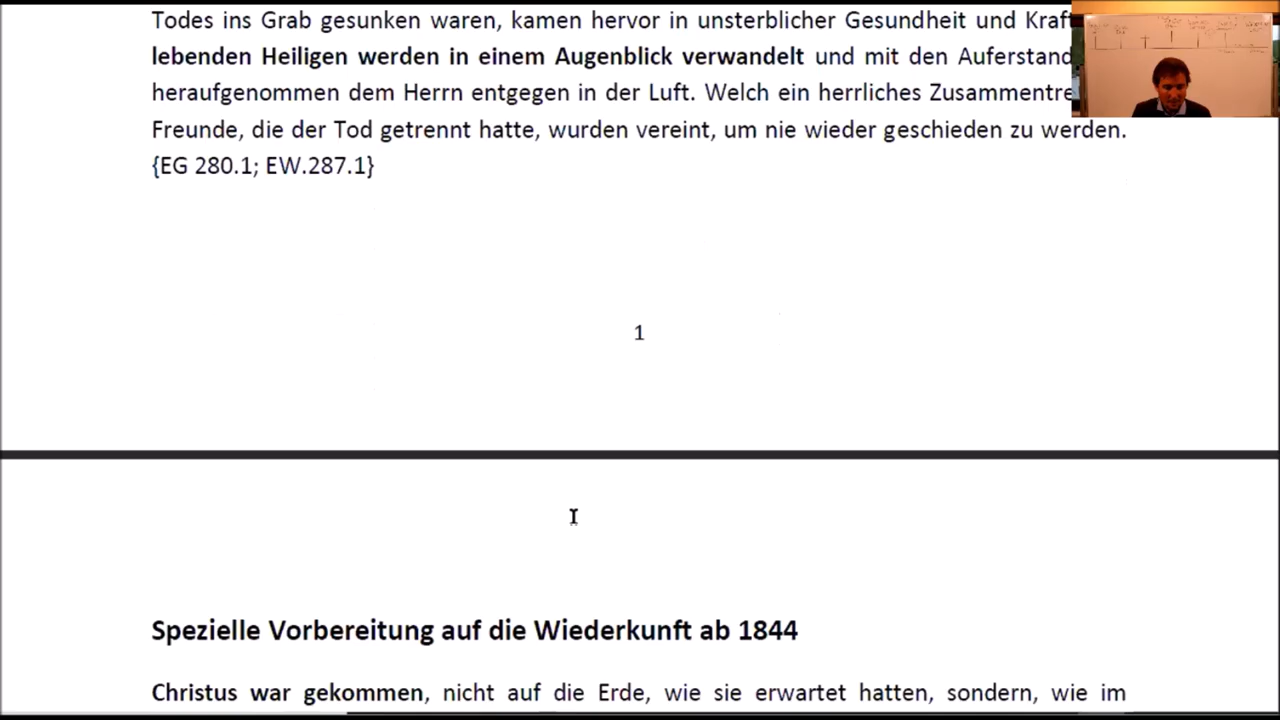 Todes ins Grab gesunken waren, kamen hervor in unsterblicher Gesundheit und Kraft
lebenden Heiligen werden in einem Augenblick verwandelt und mit den Auferstand
heraufgenommen dem Herrn entgegen in der Luft. Welch ein herrliches Zusammentre
Freunde, die der Tod getrennt hatte, wurden vereint, um nie wieder geschieden zu werden.
{EG 280.1; EW.287.1}
1
Spezielle Vorbereitung auf die Wiederkunft ab 1844
Christus war gekommen, nicht auf die Erde, wie sie erwartet hatten, sondern, wie im